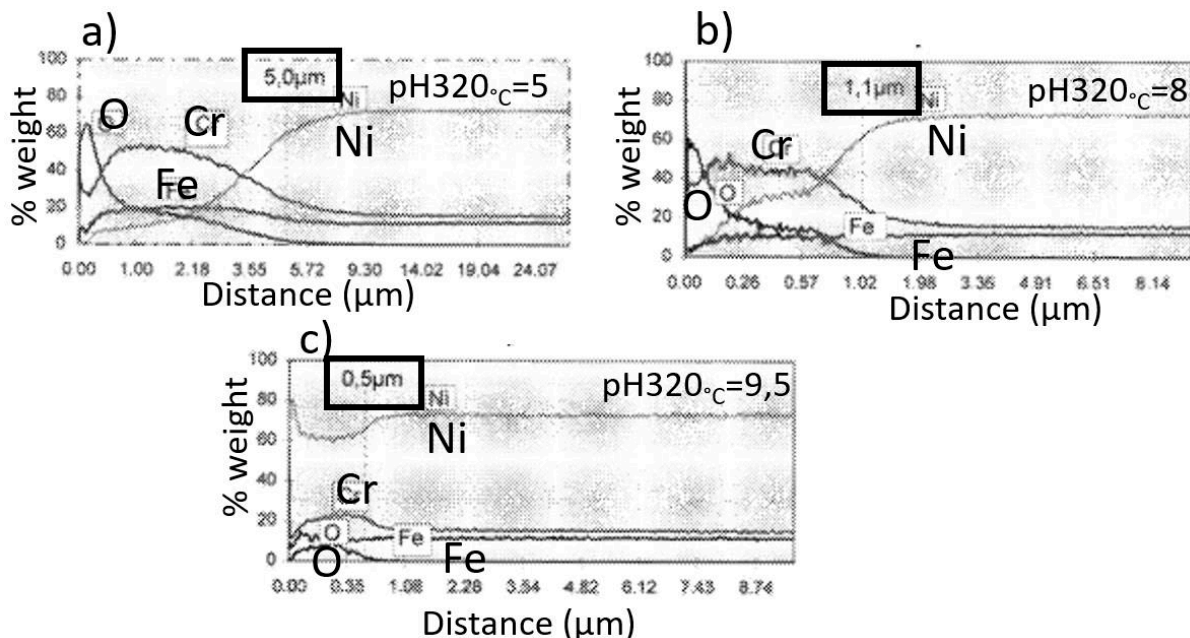 a)
5,0µm
pH320°C=5
100
80
60
40
20
0
% weight
O
Cr
Fe
Ni
Ni
0.00 1.00 2.18 3.55 5.72 9.30 14.02 19.04 24.07
Distance (µm)
b)
1,1µm
pH320°C=8
100
80
60
40
20
0
% weight
O
O
Cr
Fe
Fe
Ni
Ni
0.00 0.26 0.57 1.02 1.98 3.36 4.91 6.51 8.14
Distance (µm)
c)
0,5µm
pH320°C=9,5
100
80
60
40
20
0
% weight
Ni
Ni
Cr
O
O
Fe
Fe
0.00 0.38 1.08 2.28 3.54 4.82 6.12 7.43 8.74
Distance (µm)